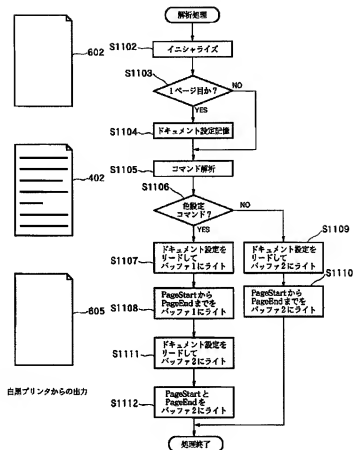 解析処理
S1102
イニシャライズ
S1103
1ページ目か?
NO
YES
S1104
ドキュメント設定記憶
S1105
コマンド解析
S1106
色設定
コマンド?
NO
YES
S1107
ドキュメント設定を
リードして
バッファ1にライト
S1109
ドキュメント設定を
リードして
バッファ2にライト
S1108
PageStartから
PageEndまでを
バッファ1にライト
S1110
PageStartから
PageEndまでを
バッファ2にライト
S1111
ドキュメント設定を
リードして
バッファ2にライト
S1112
PageStartと
PageEndを
バッファ2にライト
処理終了
602
402
605
白黒プリンタからの出力